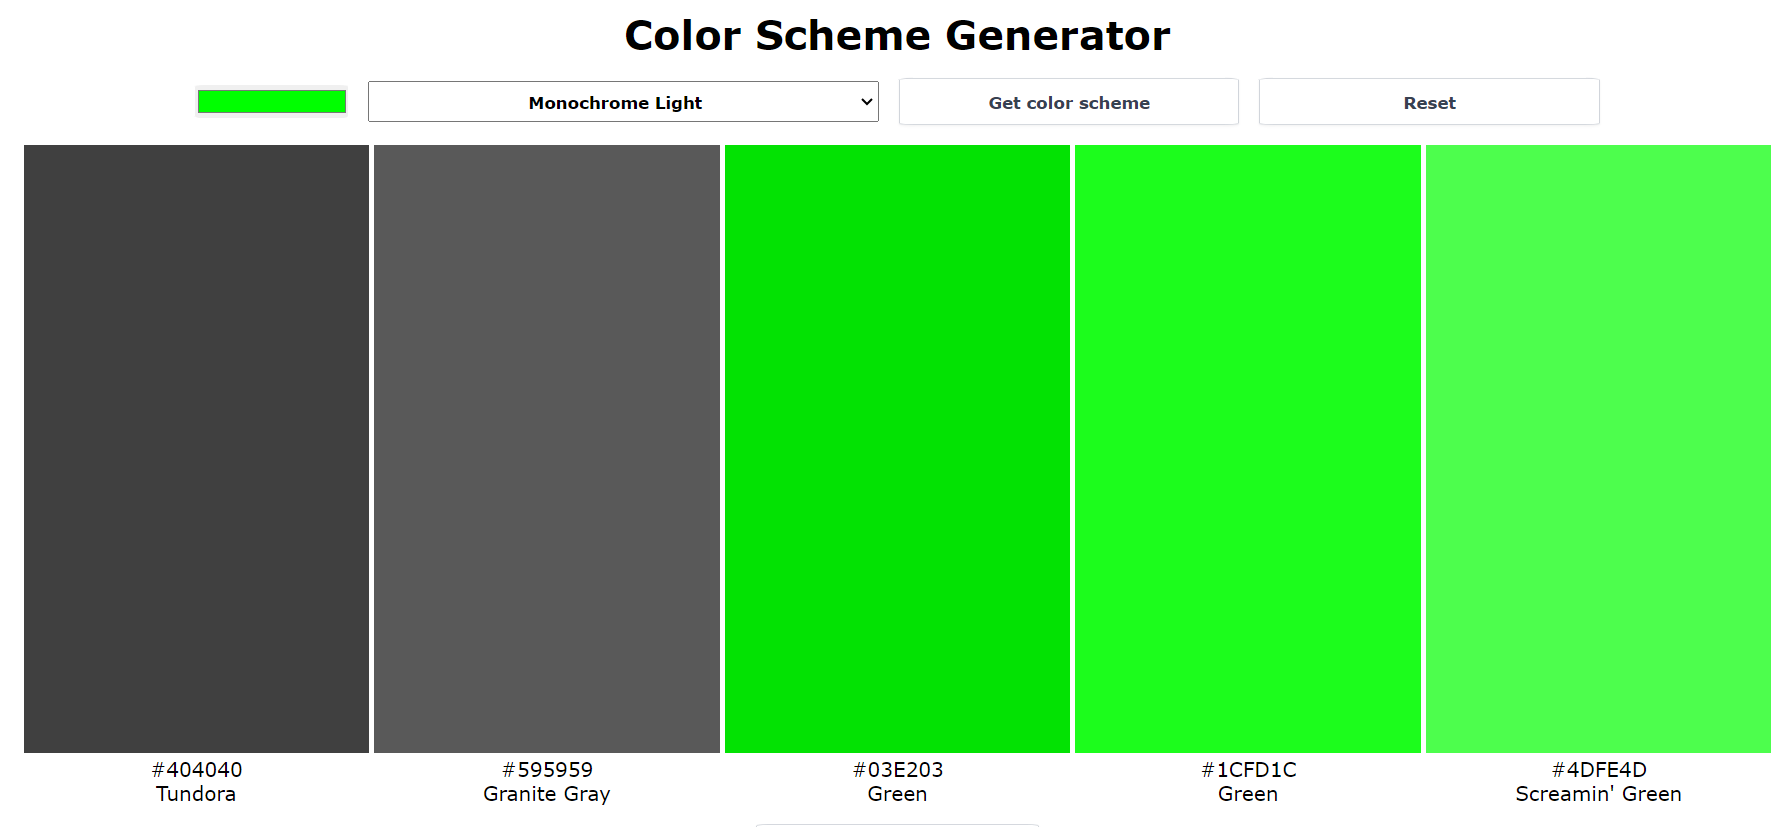 Color Scheme Generator
Monochrome Light
Get color scheme
Reset
#404040
Tundora
#595959
Granite Gray
#03E203
Green
#1CFD1C
Green
#4DFE4D
Screamin' Green